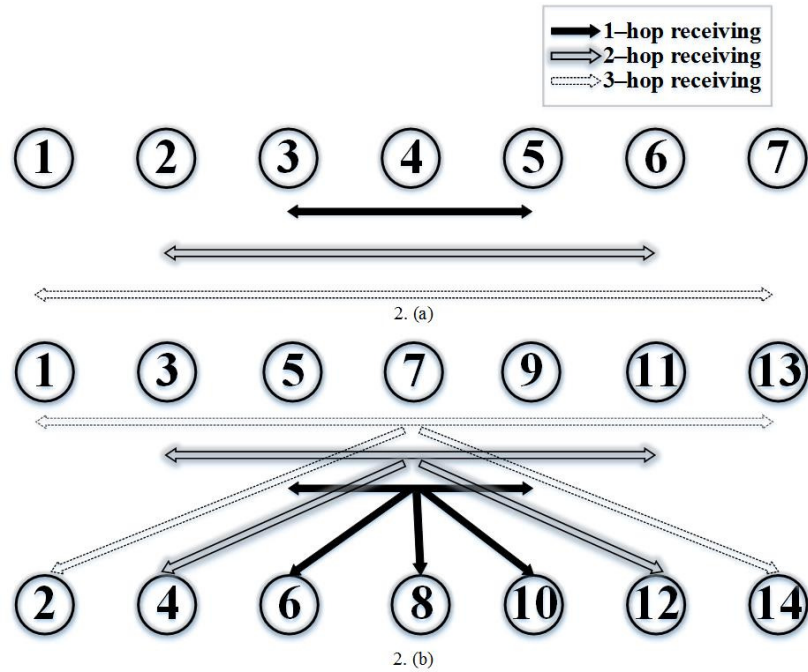 1–hop receiving
2–hop receiving
3–hop receiving
1 2 3 4 5 6 7
2. (a)
1 3 5 7 9 11 13
2 4 6 8 10 12 14
2. (b)